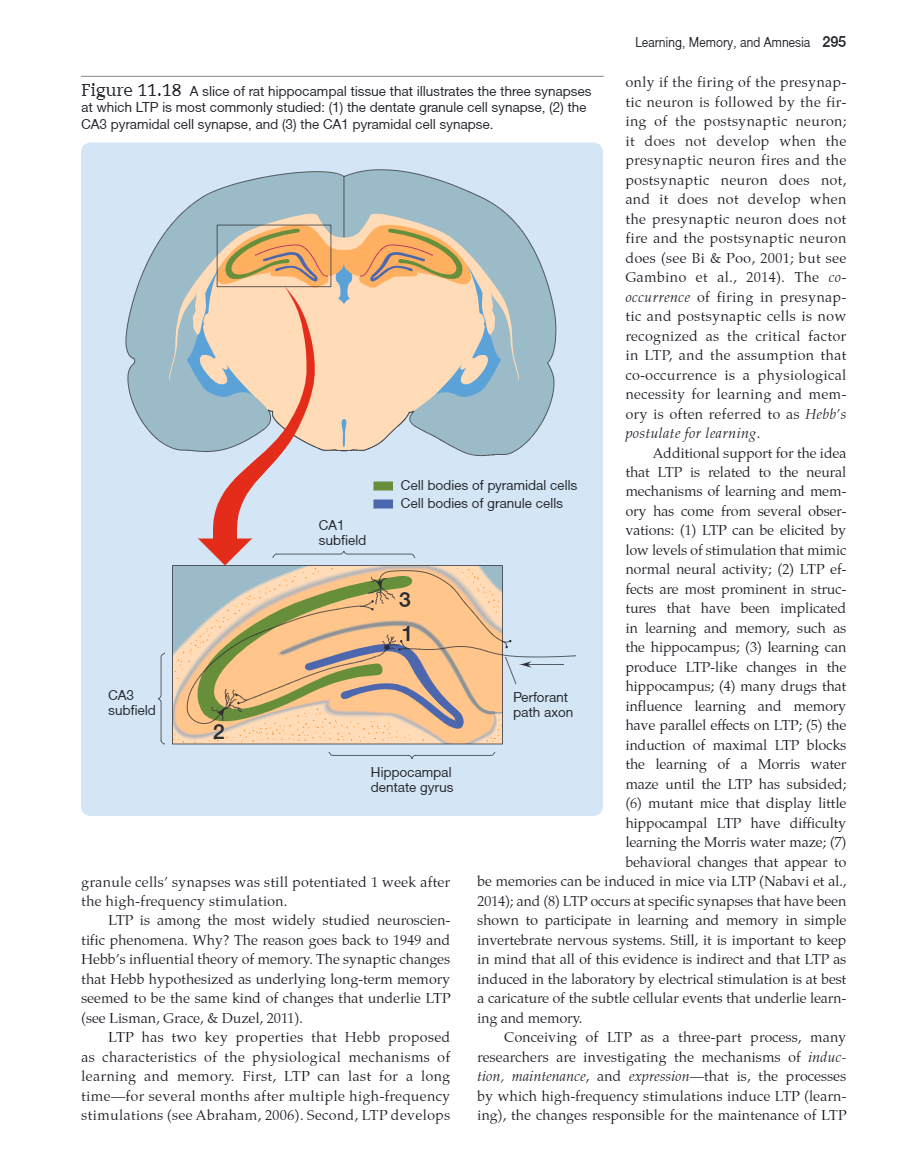 Learning, Memory, and Amnesia 295
Figure 11.18 A slice of rat hippocampal tissue that illustrates the three synapses
at which LTP is most commonly studied: (1) the dentate granule cell synapse, (2) the
CA3 pyramidal cell synapse, and (3) the CA1 pyramidal cell synapse.
Cell bodies of pyramidal cells
Cell bodies of granule cells
CA1
subfield
3
1
CA3
subfield
2
Perforant
path axon
Hippocampal
dentate gyrus
granule cells' synapses was still potentiated 1 week after
the high-frequency stimulation.
LTP is among the most widely studied neuroscien-
tific phenomena. Why? The reason goes back to 1949 and
Hebb's influential theory of memory. The synaptic changes
that Hebb hypothesized as underlying long-term memory
seemed to be the same kind of changes that underlie LTP
(see Lisman, Grace, & Duzel, 2011).
LTP has two key properties that Hebb proposed
as characteristics of the physiological mechanisms of
learning and memory. First, LTP can last for a long
time—for several months after multiple high-frequency
stimulations (see Abraham, 2006). Second, LTP develops
only if the firing of the presynap-
tic neuron is followed by the fir-
ing of the postsynaptic neuron;
it does not develop when the
presynaptic neuron fires and the
postsynaptic neuron does not,
and it does not develop when
the presynaptic neuron does not
fire and the postsynaptic neuron
does (see Bi & Poo, 2001; but see
Gambino et al., 2014). The co-
occurrence of firing in presynap-
tic and postsynaptic cells is now
recognized as the critical factor
in LTP, and the assumption that
co-occurrence is a physiological
necessity for learning and mem-
ory is often referred to as Hebb's
postulate for learning.
Additional support for the idea
that LTP is related to the neural
mechanisms of learning and mem-
ory has come from several obser-
vations: (1) LTP can be elicited by
low levels of stimulation that mimic
normal neural activity; (2) LTP ef-
fects are most prominent in struc-
tures that have been implicated
in learning and memory, such as
the hippocampus; (3) learning can
produce LTP-like changes in the
hippocampus; (4) many drugs that
influence learning and memory
have parallel effects on LTP; (5) the
induction of maximal LTP blocks
the learning of a Morris water
maze until the LTP has subsided;
(6) mutant mice that display little
hippocampal LTP have difficulty
learning the Morris water maze; (7)
behavioral changes that appear to
be memories can be induced in mice via LTP (Nabavi et al.,
2014); and (8) LTP occurs at specific synapses that have been
shown to participate in learning and memory in simple
invertebrate nervous systems. Still, it is important to keep
in mind that all of this evidence is indirect and that LTP as
induced in the laboratory by electrical stimulation is at best
a caricature of the subtle cellular events that underlie learn-
ing and memory.
Conceiving of LTP as a three-part process, many
researchers are investigating the mechanisms of induc-
tion, maintenance, and expression—that is, the processes
by which high-frequency stimulations induce LTP (learn-
ing), the changes responsible for the maintenance of LTP